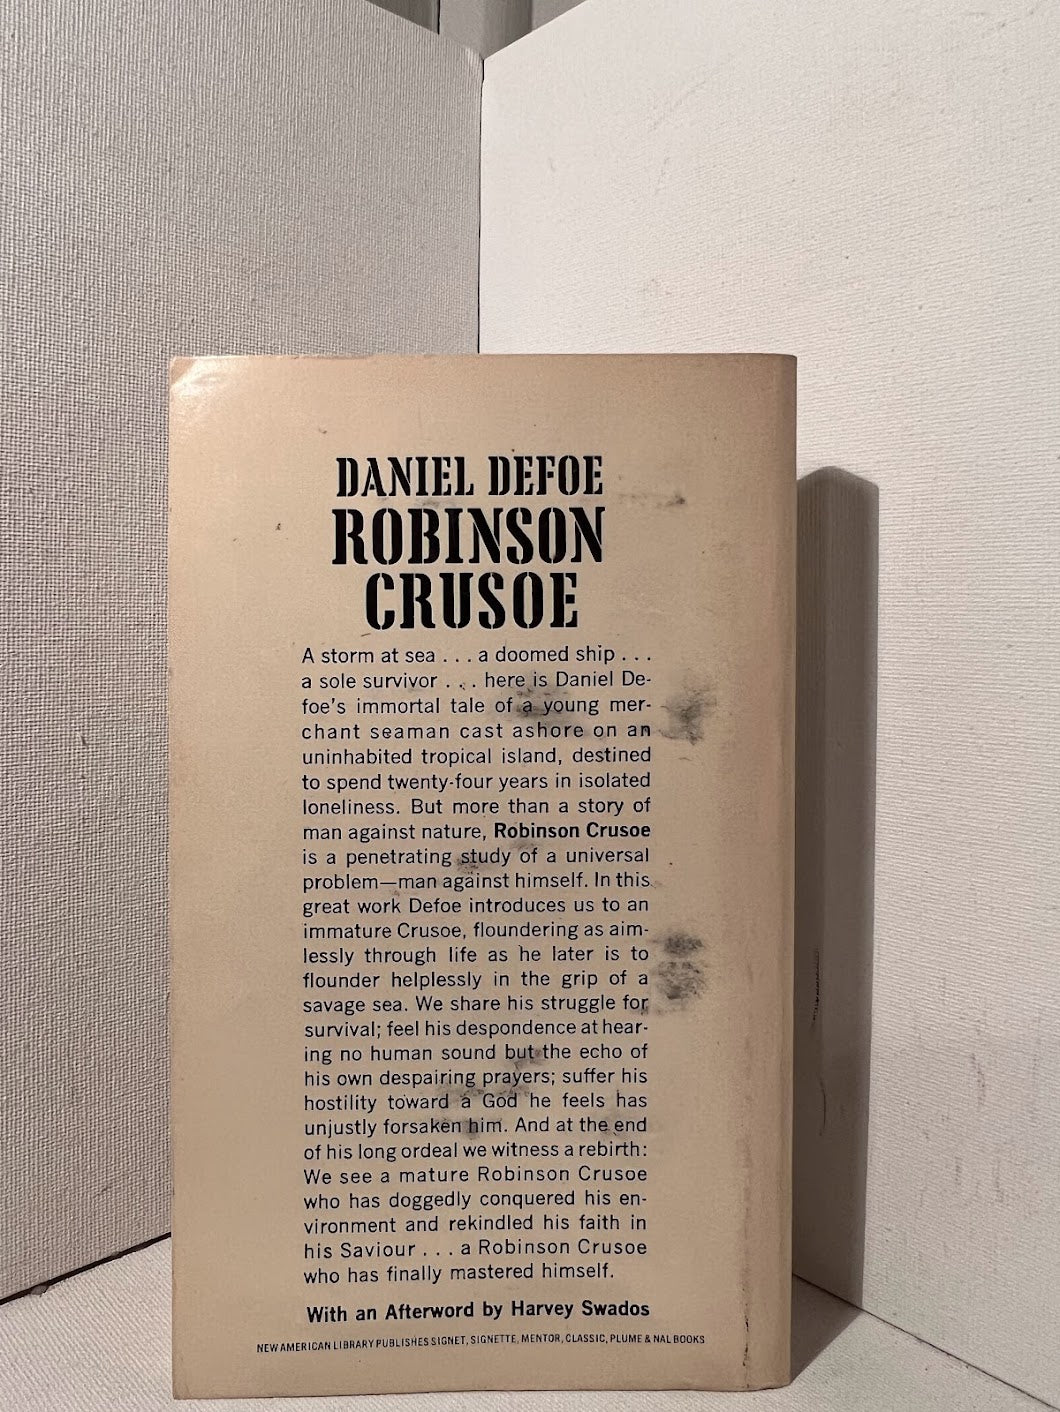 DANIEL DEFOE
ROBINSON
CRUSOE
A storm at sea . . . a doomed ship . . .
a sole survivor . . . here is Daniel De-
foe's immortal tale of a young mer-
chant seaman cast ashore on an
uninhabited tropical island, destined
to spend twenty-four years in isolated
loneliness. But more than a story of
man against nature, Robinson Crusoe
is a penetrating study of a universal
problem—man against himself. In this
great work Defoe introduces us to an
immature Crusoe, floundering as aim-
lessly through life as he later is to
flounder helplessly in the grip of a
savage sea. We share his struggle for
survival; feel his despondence at hear-
ing no human sound but the echo of
his own despairing prayers; suffer his
hostility toward a God he feels has
unjustly forsaken him. And at the end
of his long ordeal we witness a rebirth:
We see a mature Robinson Crusoe
who has doggedly conquered his en-
vironment and rekindled his faith in
his Saviour . . . a Robinson Crusoe
who has finally mastered himself.
With an Afterword by Harvey Swados
NEW AMERICAN LIBRARY PUBLISHES SIGNET, SIGNETTE, MENTOR, CLASSIC, PLUME & NAL BOOKS